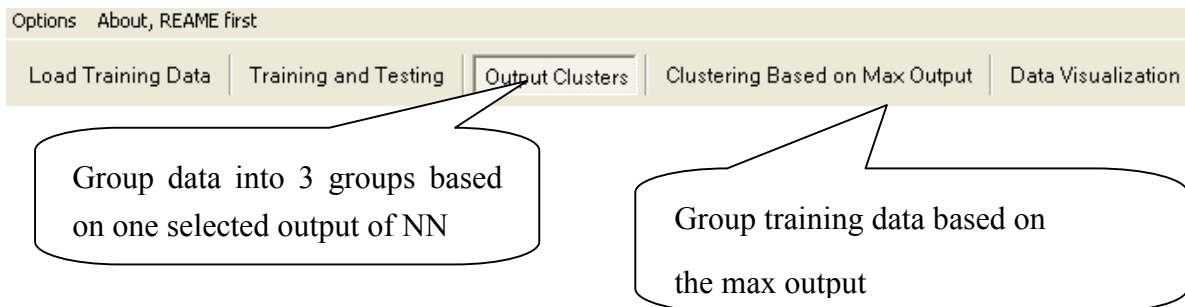 Options About, REAME first
Load Training Data Training and Testing Output Clusters Clustering Based on Max Output Data Visualization
Group data into 3 groups based
on one selected output of NN
Group training data based on
the max output